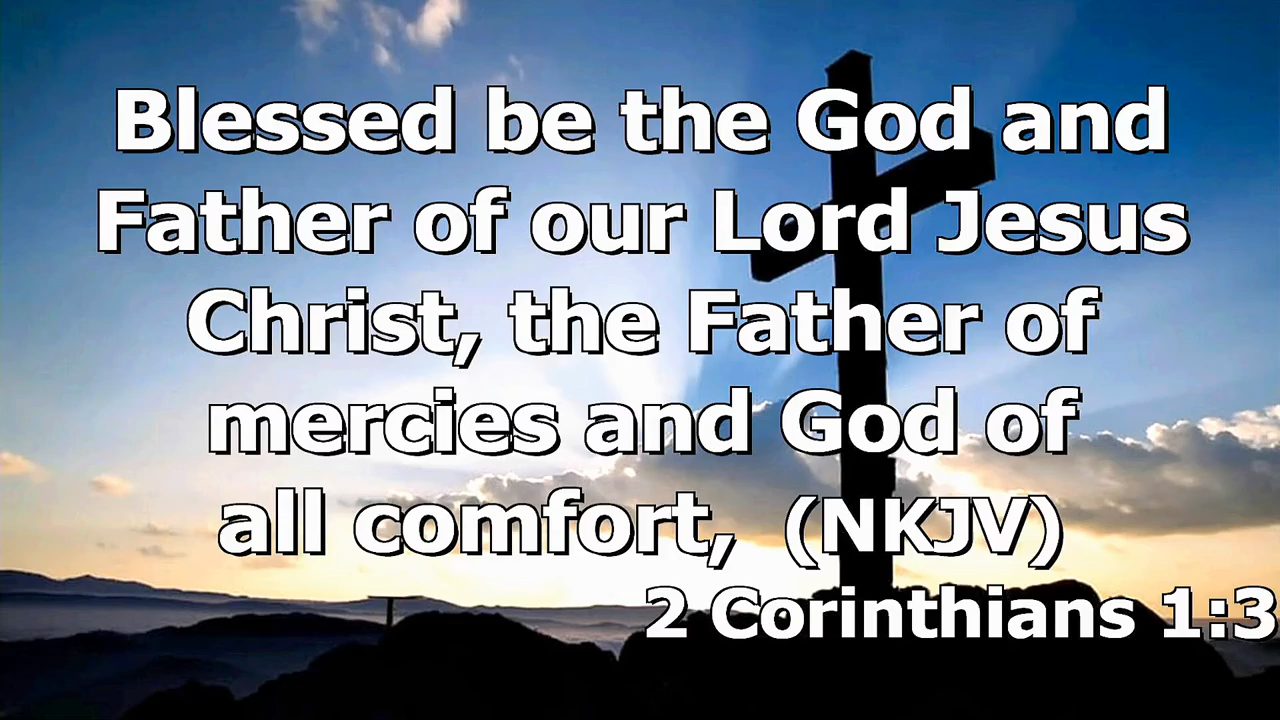 Blessed be the God and
Father of our Lord Jesus
Christ, the Father of
mercies and God of
all comfort, (NKJV)
2 Corinthians 1:3